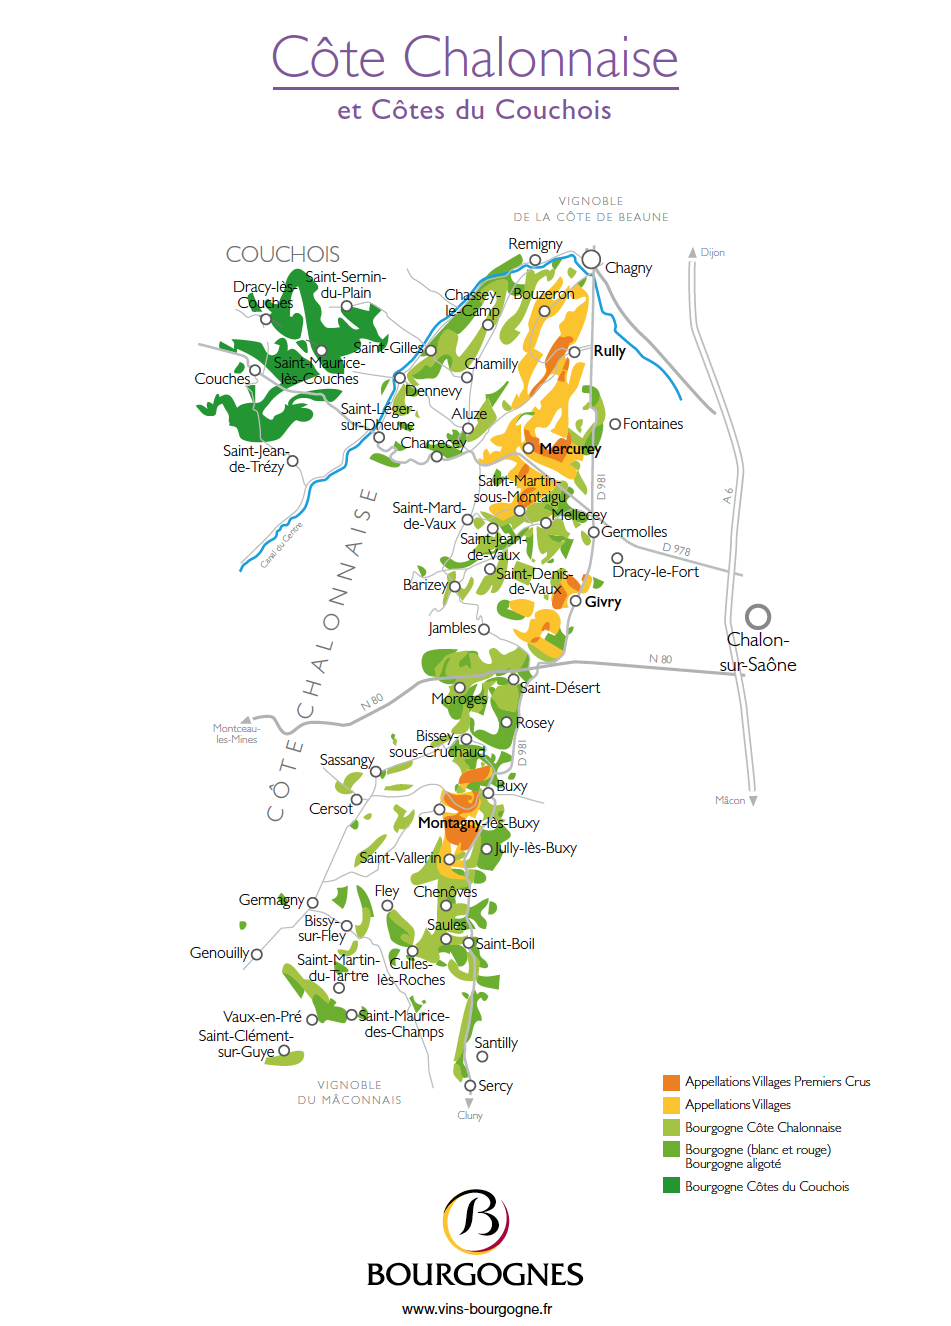 Côte Chalonnaise
et Côtes du Couchois
VIGNOBLE
DE LA CÔTE DE BEAUNE
COUCHOIS
Remigny
Chagny
Dijon
Saint-Sernin-
du-Plain
Dracy-lès-
Couches
Chassey-
le-Camp
Bouzeron
Saint-Gilles
Rully
Saint-Maurice-
lès-Couches
Chamilly
Couches
Dennevy
Saint-Léger-
sur-Dheune
Aluze
Fontaines
Charrecey
Mercurey
Saint-Jean-
de-Trézy
Saint-Martin-
sous-Montaigu
D 981
A 6
Saint-Mard-
de-Vaux
Mellecey
Germolles
Canal du Centre
Saint-Jean-
de-Vaux
D 978
Dracy-le-Fort
Saint-Denis-
de-Vaux
Barizey
Givry
CÔTE CHALONNAISE
Jambles
Chalon-
sur-Saône
N 80
Saint-Désert
Moroges
N 80
Montceau-
les-Mines
Rosey
Bissey-
sous-Cruchaud
D 981
Sassangy
Buxy
Mâcon
Cersot
Montagny-lès-Buxy
Jully-lès-Buxy
Saint-Vallerin
Fley
Chenôves
Germagny
Bissy-
sur-Fley
Saules
Saint-Boil
Genouilly
Saint-Martin-
du-Tartre
Culles-
lès-Roches
Vaux-en-Pré
Saint-Maurice-
des-Champs
Saint-Clément-
sur-Guye
Santilly
Sercy
Cluny
VIGNOBLE
DU MÂCONNAIS
Appellations Villages Premiers Crus
Appellations Villages
Bourgogne Côte Chalonnaise
Bourgogne (blanc et rouge)
Bourgogne aligoté
Bourgogne Côtes du Couchois
B
BOURGOGNES
www.vins-bourgogne.fr